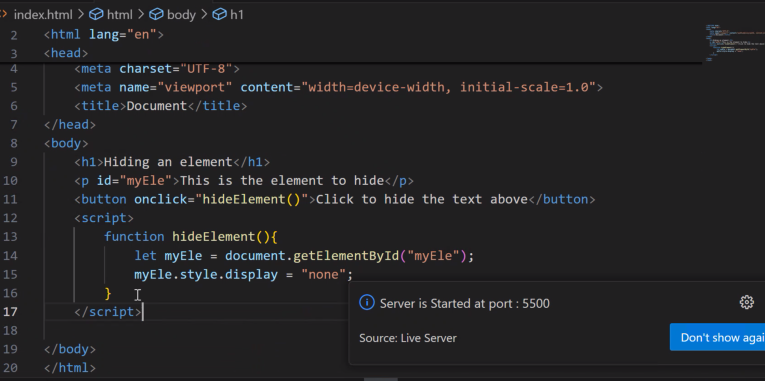 index.html > html > body > h1
2 <html lang="en">
3 <head>
4 <meta charset="UTF-8">
5 <meta name="viewport" content="width=device-width, initial-scale=1.0">
6 <title>Document</title>
7 </head>
8 <body>
9 <h1>Hiding an element</h1>
10 <p id="myEle">This is the element to hide</p>
11 <button onclick="hideElement()">Click to hide the text above</button>
12 <script>
13 function hideElement(){
14 let myEle = document.getElementById("myEle");
15 myEle.style.display = "none";
16 }
17 </script>
18
19 </body>
20 </html>
Server is Started at port : 5500
Source: Live Server
Don't show agai